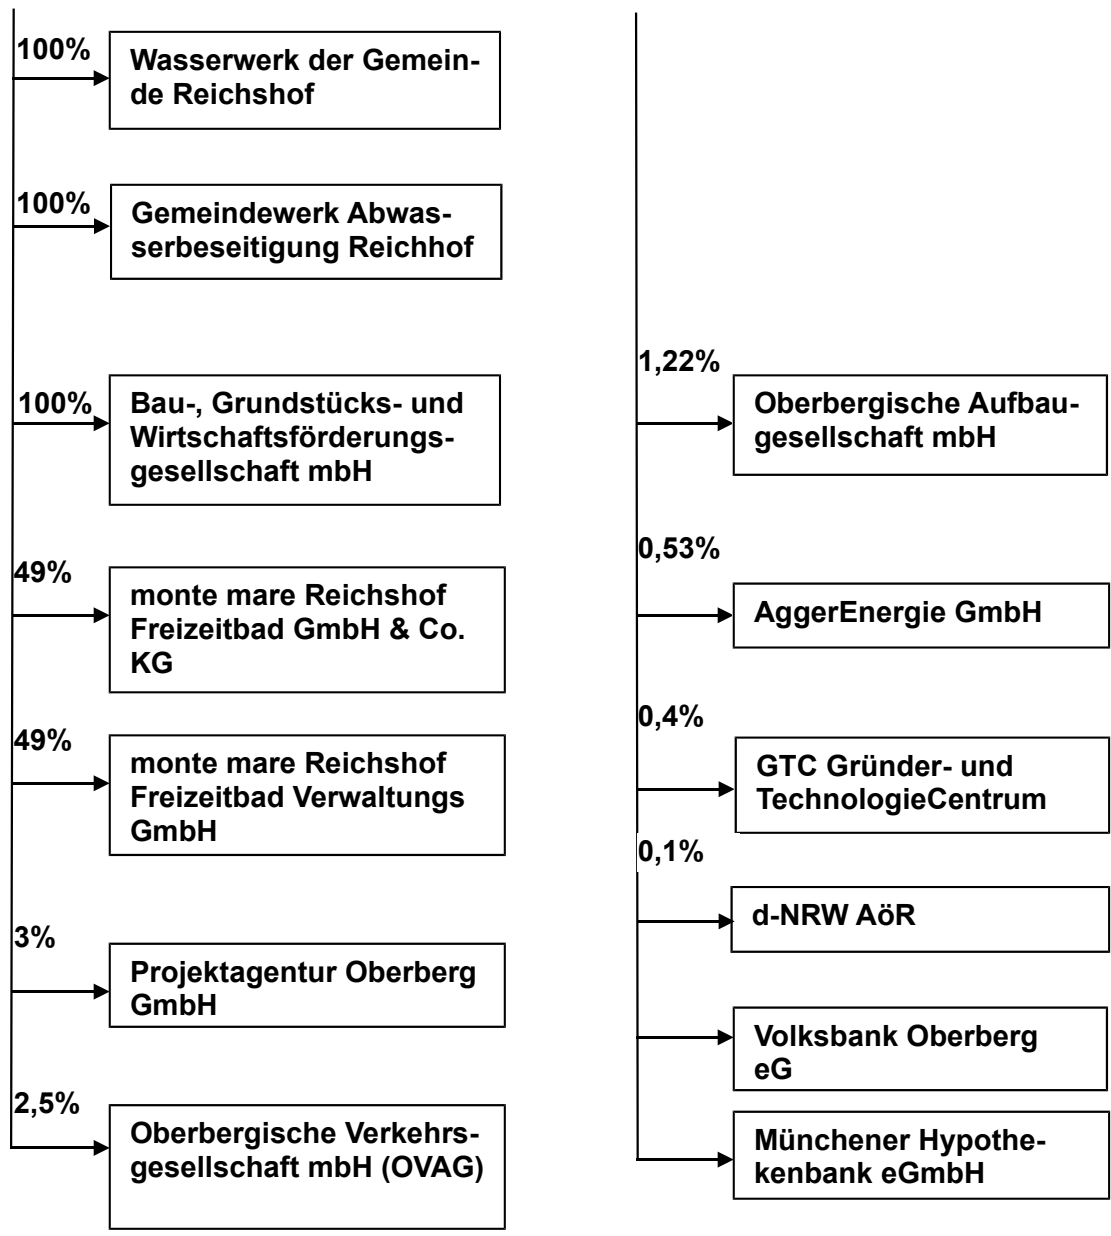 100%
Wasserwerk der Gemein-
de Reichshof
100%
Gemeindewerk Abwas-
serbeseitigung Reichhof
100%
Bau-, Grundstücks- und
Wirtschaftsförderungs-
gesellschaft mbH
49%
monte mare Reichshof
Freizeitbad GmbH & Co.
KG
49%
monte mare Reichshof
Freizeitbad Verwaltungs
GmbH
3%
Projektagentur Oberberg
GmbH
2,5%
Oberbergische Verkehrs-
gesellschaft mbH (OVAG)
1,22%
Oberbergische Aufbau-
gesellschaft mbH
0,53%
AggerEnergie GmbH
0,4%
GTC Gründer- und
TechnologieCentrum
0,1%
d-NRW AöR
Volksbank Oberberg
eG
Münchener Hypothe-
kenbank eGmbH